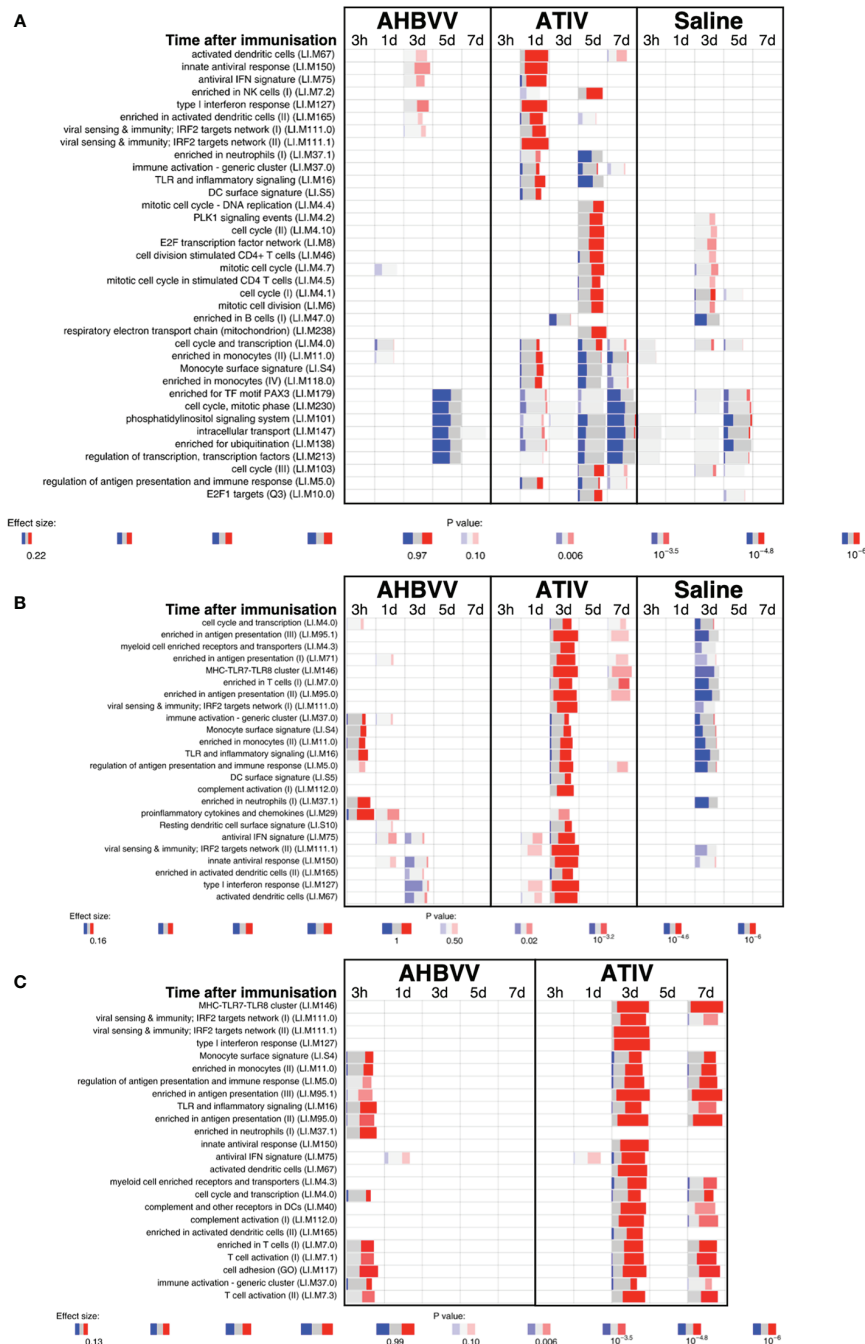 A
AHBVV ATIV Saline
Time after immunisation 3h 1d 3d 5d 7d 3h 1d 3d 5d 7d 3h 1d 3d 5d 7d
activated dendritic cells (LI.M67)
innate antiviral response (LI.M150)
antiviral IFN signature (LI.M75)
enriched in NK cells (I) (LI.M7.2)
type I interferon response (LI.M127)
enriched in activated dendritic cells (II) (LI.M165)
viral sensing & immunity; IRF2 targets network (I) (LI.M111.0)
viral sensing & immunity; IRF2 targets network (II) (LI.M111.1)
enriched in neutrophils (I) (LI.M37.1)
immune activation - generic cluster (LI.M37.0)
TLR and inflammatory signaling (LI.M16)
DC surface signature (LI.S5)
mitotic cell cycle - DNA replication (LI.M4.4)
PLK1 signaling events (LI.M4.2)
cell cycle (II) (LI.M4.10)
E2F transcription factor network (LI.M8)
cell division stimulated CD4+ T cells (LI.M46)
mitotic cell cycle (LI.M4.7)
mitotic cell cycle in stimulated CD4 T cells (LI.M4.5)
cell cycle (I) (LI.M4.1)
mitotic cell division (LI.M6)
enriched in B cells (I) (LI.M47.0)
respiratory electron transport chain (mitochondrion) (LI.M238)
cell cycle and transcription (LI.M4.0)
enriched in monocytes (II) (LI.M11.0)
Monocyte surface signature (LI.S4)
enriched in monocytes (IV) (LI.M118.0)
enriched for TF motif PAX3 (LI.M179)
cell cycle, mitotic phase (LI.M230)
phosphatidylinositol signaling system (LI.M101)
intracellular transport (LI.M147)
enriched for ubiquitination (LI.M138)
regulation of transcription, transcription factors (LI.M213)
cell cycle (III) (LI.M103)
regulation of antigen presentation and immune response (LI.M5.0)
E2F1 targets (Q3) (LI.M10.0)
Effect size: P value:
0.22 0.97 0.10 0.006 10-3.5 10-4.8 10-6
B
AHBVV ATIV Saline
Time after immunisation 3h 1d 3d 5d 7d 3h 1d 3d 5d 7d 3h 1d 3d 5d 7d
cell cycle and transcription (LI.M4.0)
enriched in antigen presentation (III) (LI.M95.1)
myeloid cell enriched receptors and transporters (LI.M4.3)
enriched in antigen presentation (I) (LI.M71)
MHC-TLR7-TLR8 cluster (LI.M146)
enriched in T cells (I) (LI.M7.0)
enriched in antigen presentation (II) (LI.M95.0)
viral sensing & immunity; IRF2 targets network (I) (LI.M111.0)
immune activation - generic cluster (LI.M37.0)
Monocyte surface signature (LI.S4)
enriched in monocytes (II) (LI.M11.0)
TLR and inflammatory signaling (LI.M16)
regulation of antigen presentation and immune response (LI.M5.0)
DC surface signature (LI.S5)
complement activation (I) (LI.M112.0)
enriched in neutrophils (I) (LI.M37.1)
proinflammatory cytokines and chemokines (LI.M29)
Resting dendritic cell surface signature (LI.S10)
antiviral IFN signature (LI.M75)
viral sensing & immunity; IRF2 targets network (II) (LI.M111.1)
innate antiviral response (LI.M150)
enriched in activated dendritic cells (II) (LI.M165)
type I interferon response (LI.M127)
activated dendritic cells (LI.M67)
Effect size: P value:
0.16 1 0.50 0.02 10-3.2 10-4.6 10-6
C
AHBVV ATIV
Time after immunisation 3h 1d 3d 5d 7d 3h 1d 3d 5d 7d
MHC-TLR7-TLR8 cluster (LI.M146)
viral sensing & immunity; IRF2 targets network (I) (LI.M111.0)
viral sensing & immunity; IRF2 targets network (II) (LI.M111.1)
type I interferon response (LI.M127)
Monocyte surface signature (LI.S4)
enriched in monocytes (II) (LI.M11.0)
regulation of antigen presentation and immune response (LI.M5.0)
enriched in antigen presentation (III) (LI.M95.1)
TLR and inflammatory signaling (LI.M16)
enriched in antigen presentation (II) (LI.M95.0)
enriched in neutrophils (I) (LI.M37.1)
innate antiviral response (LI.M150)
antiviral IFN signature (LI.M75)
activated dendritic cells (LI.M67)
myeloid cell enriched receptors and transporters (LI.M4.3)
cell cycle and transcription (LI.M4.0)
complement and other receptors in DCs (LI.M40)
complement activation (I) (LI.M112.0)
enriched in activated dendritic cells (II) (LI.M165)
enriched in T cells (I) (LI.M7.0)
T cell activation (I) (LI.M7.1)
cell adhesion (GO) (LI.M117)
immune activation - generic cluster (LI.M37.0)
T cell activation (II) (LI.M7.3)
Effect size: P value:
0.13 0.99 0.10 0.006 10-3.5 10-4.8 10-6